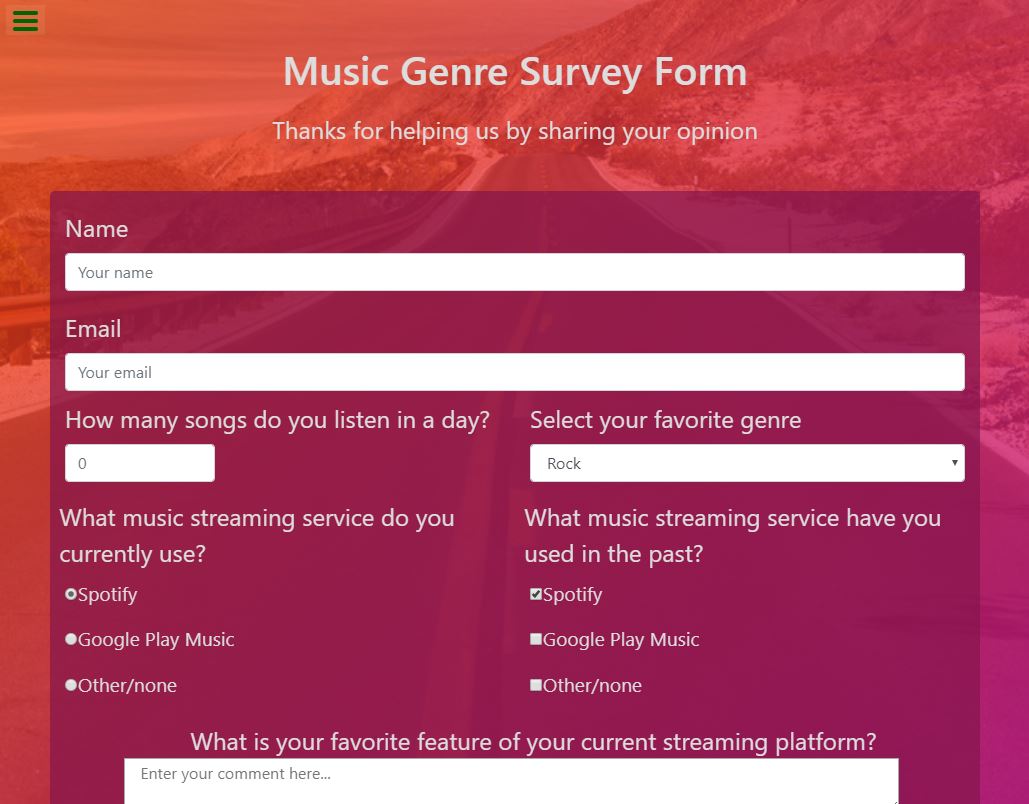 Music Genre Survey Form
Thanks for helping us by sharing your opinion
Name
Your name
Email
Your email
How many songs do you listen in a day?
0
Select your favorite genre
Rock
What music streaming service do you
currently use?
Spotify
Google Play Music
Other/none
What music streaming service have you
used in the past?
Spotify
Google Play Music
Other/none
What is your favorite feature of your current streaming platform?
Enter your comment here...